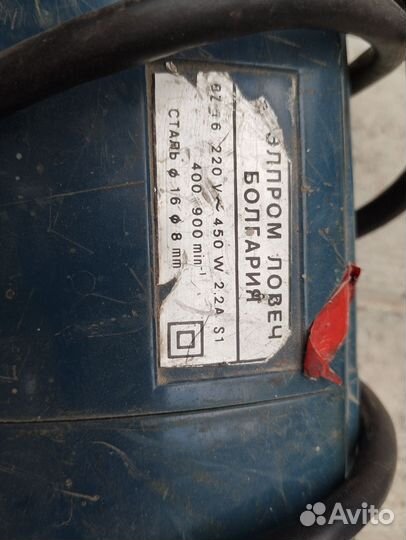 ЭЛПРОМ ЛОВЕЧ
БОЛГАРИЯ
220 V ~ 450 W 2,2A S1
400 900 min⁻¹
СТАЛЬ ϕ 16 ϕ 8 mm
Avito